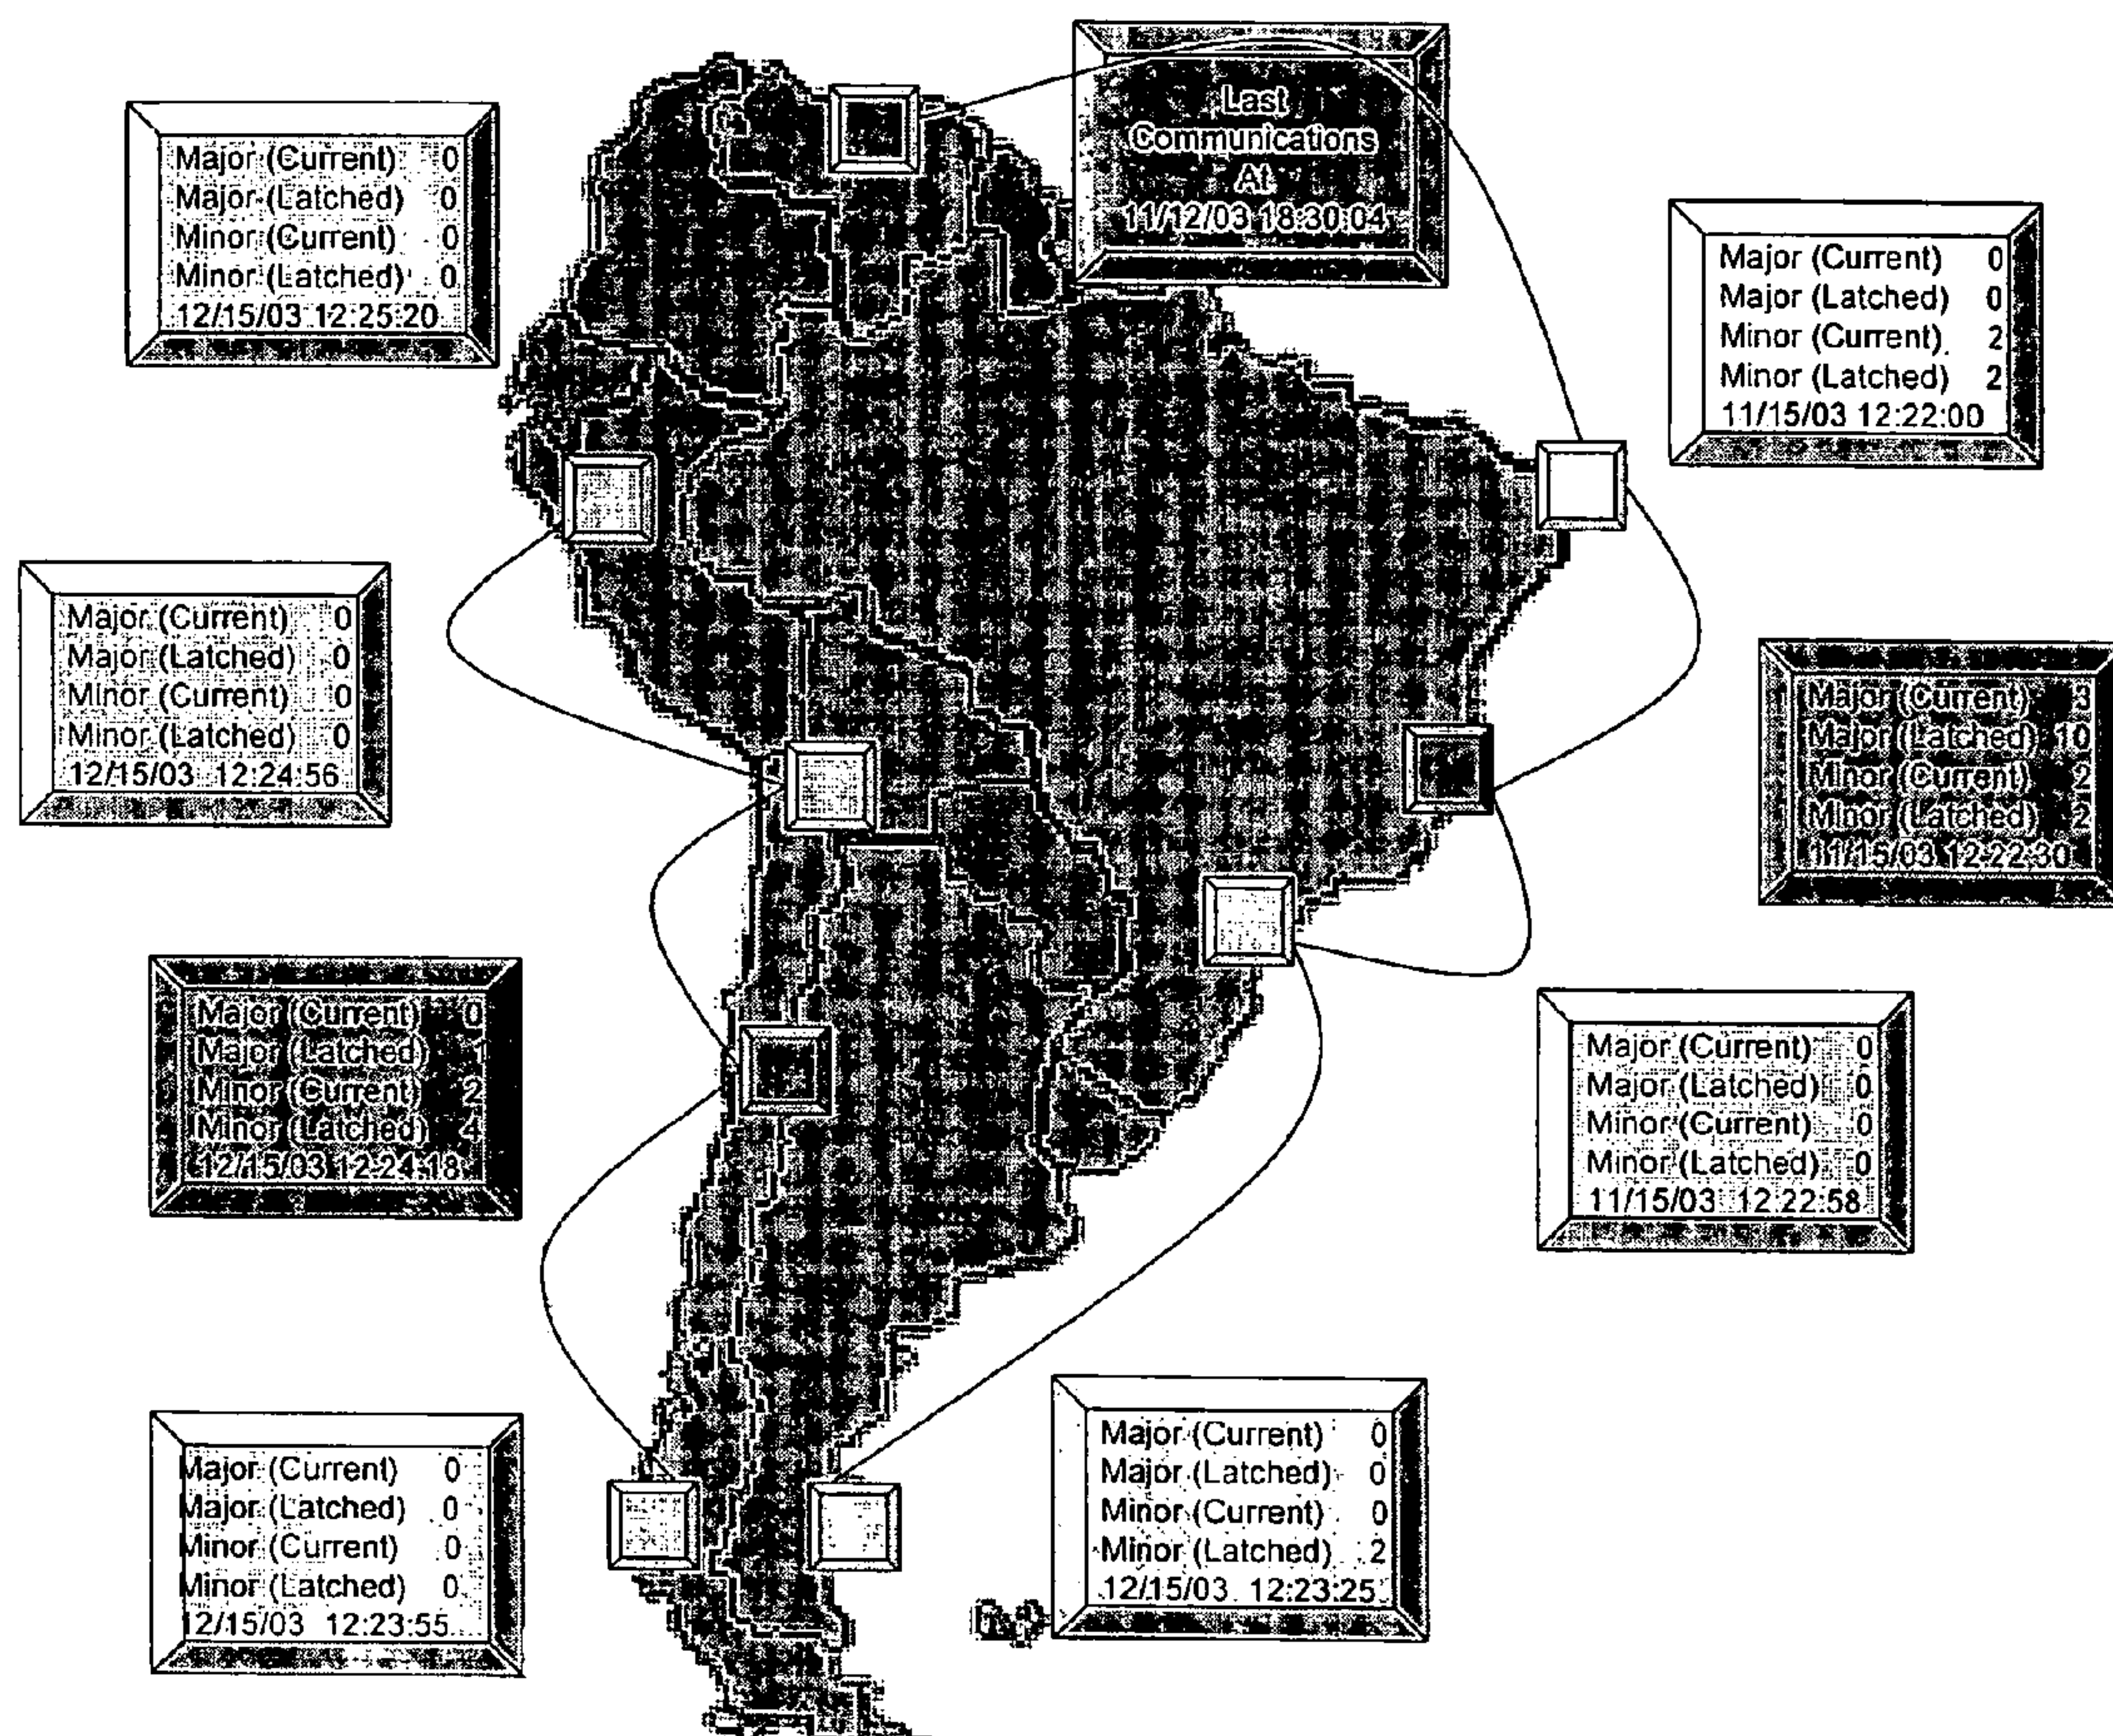 Last
Communications
At
11/12/03 18:30:04
Major (Current) 0
Major (Latched) 0
Minor (Current) 0
Minor (Latched) 0
12/15/03 12:25:20
Major (Current) 0
Major (Latched) 0
Minor (Current) 2
Minor (Latched) 2
11/15/03 12:22:00
Major (Current) 0
Major (Latched) 0
Minor (Current) 0
Minor (Latched) 0
12/15/03 12:24:56
Major (Current) 3
Major (Latched) 10
Minor (Current) 2
Minor (Latched) 2
11/15/03 12:22:30
Major (Current) 0
Major (Latched) 1
Minor (Current) 2
Minor (Latched) 4
12/15/03 12:24:18
Major (Current) 0
Major (Latched) 0
Minor (Current) 0
Minor (Latched) 0
11/15/03 12:22:58
Major (Current) 0
Major (Latched) 0
Minor (Current) 0
Minor (Latched) 2
12/15/03 12:23:25
Major (Current) 0
Major (Latched) 0
Minor (Current) 0
Minor (Latched) 0
12/15/03 12:23:55